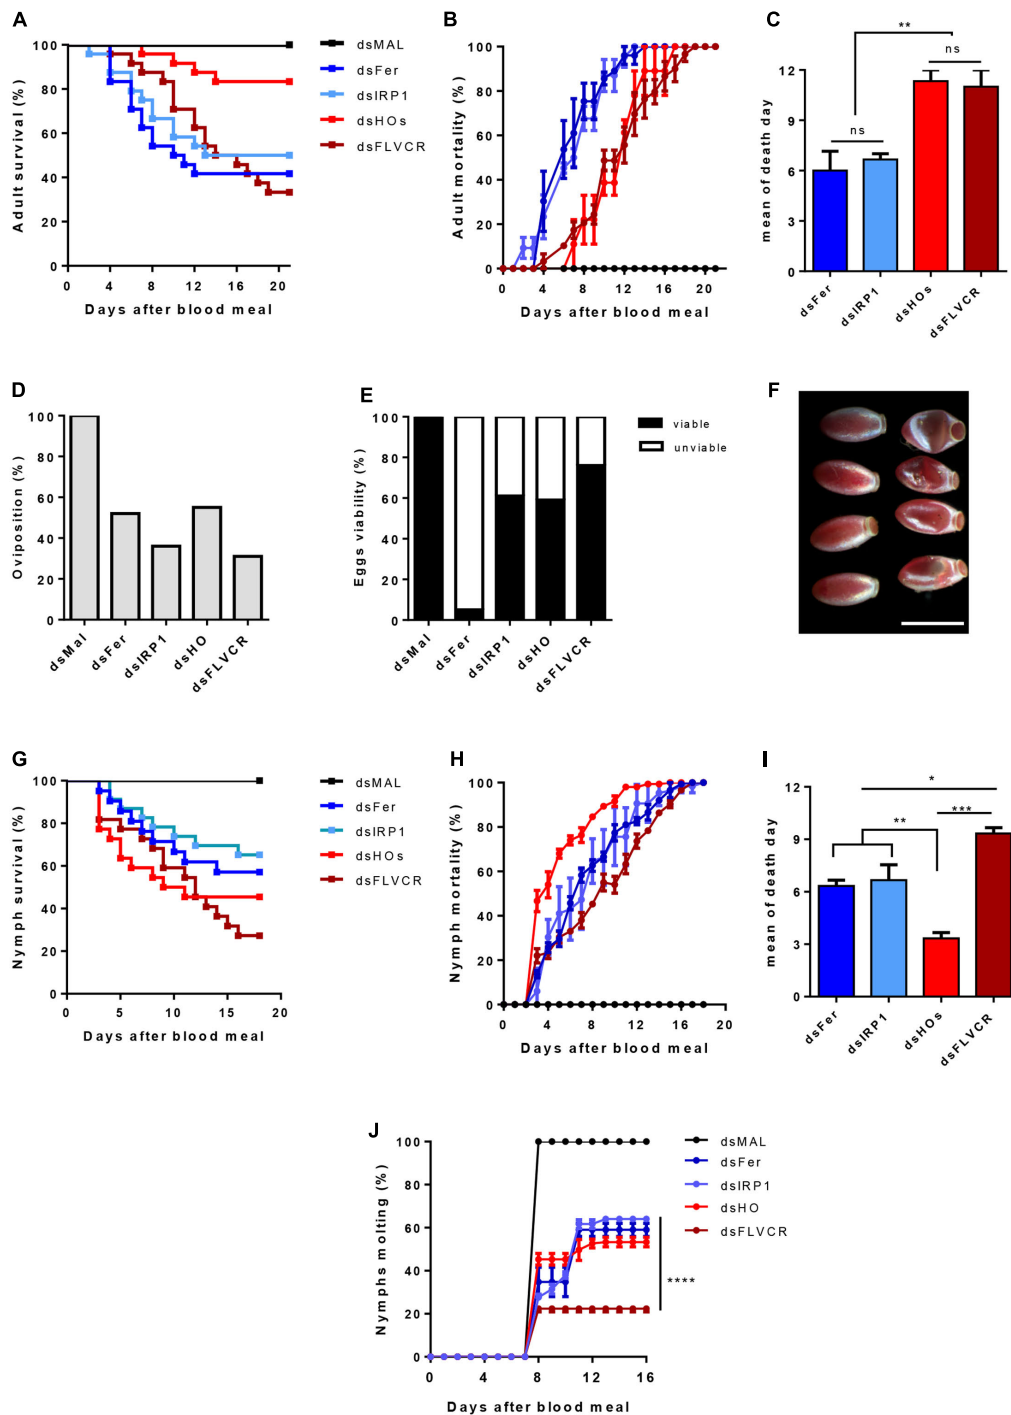 A
Adult survival (%)
100
80
60
40
20
0
0 4 8 12 16 20
Days after blood meal
dsMAL
dsFer
dsIRP1
dsHOs
dsFLVCR
B
Adult mortality (%)
100
80
60
40
20
0
0 4 8 12 16 20
Days after blood meal
C
mean of death day
12
9
6
3
0
**
ns
ns
dsFer
dsIRP1
dsHOs
dsFLVCR
D
Oviposition (%)
100
80
60
40
20
0
dsMal
dsFer
dsIRP1
dsHO
dsFLVCR
E
Eggs viability (%)
100
80
60
40
20
0
dsMal
dsFer
dsIRP1
dsHO
dsFLVCR
viable
unviable
F
G
Nymph survival (%)
100
80
60
40
20
0
0 5 10 15 20
Days after blood meal
dsMAL
dsFer
dsIRP1
dsHOs
dsFLVCR
H
Nymph mortality (%)
100
80
60
40
20
0
0 4 8 12 16 20
Days after blood meal
I
mean of death day
12
9
6
3
0
*
**
***
dsFer
dsIRP1
dsHOs
dsFLVCR
J
Nymphs molting (%)
100
80
60
40
20
0
0 4 8 12 16
Days after blood meal
dsMAL
dsFer
dsIRP1
dsHO
dsFLVCR
****